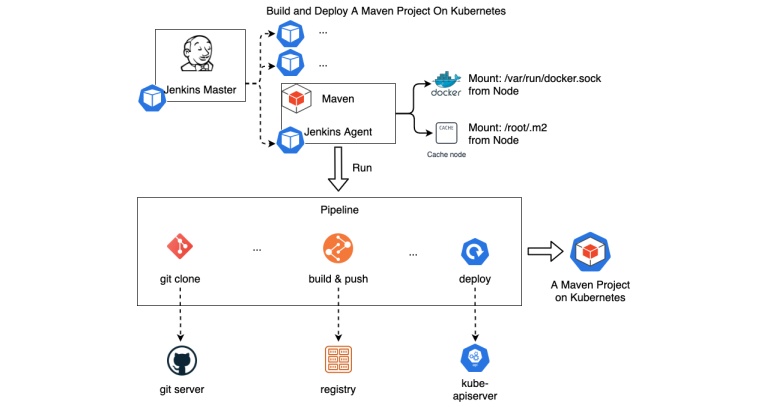 Build and Deploy A Maven Project On Kubernetes
...
...
Jenkins Master
Maven
Jenkins Agent
docker
Mount: /var/run/docker.sock
from Node
CACHE
Cache node
Mount: /root/.m2
from Node
Run
Pipeline
...
...
git clone
build & push
deploy
A Maven Project
on Kubernetes
git server
registry
kube-
apiserver